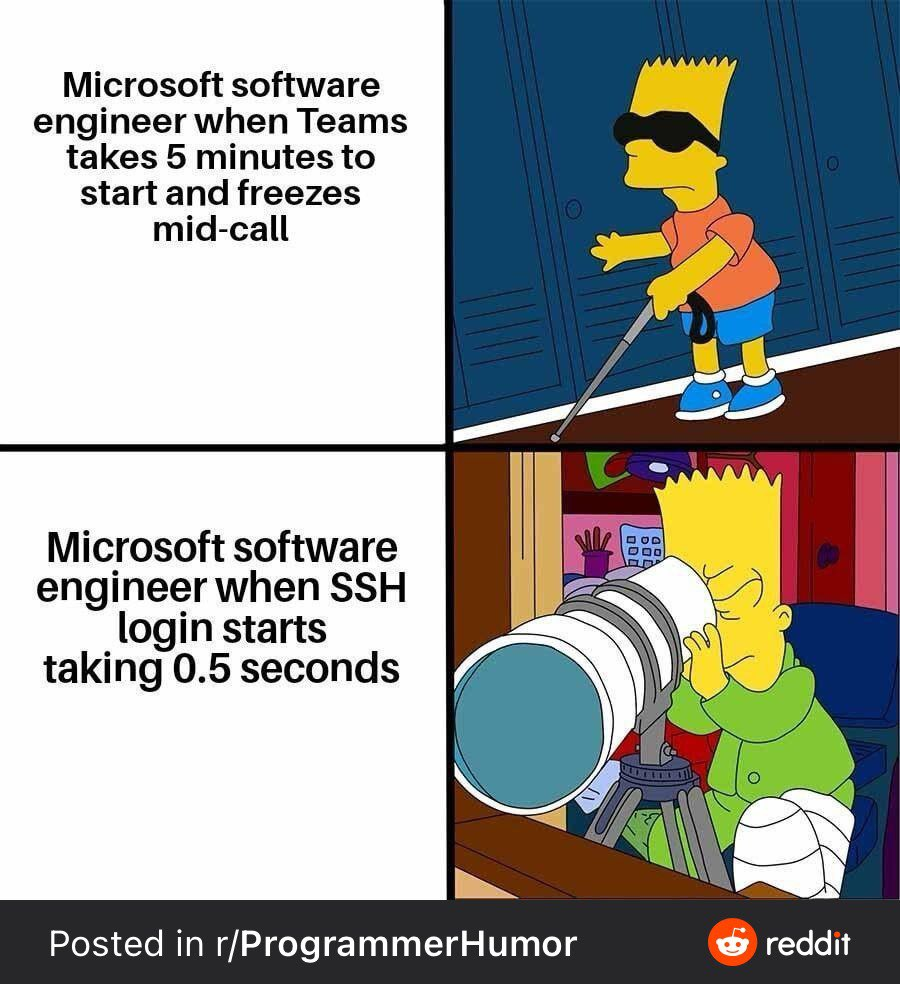 Microsoft software
engineer when Teams
takes 5 minutes to
start and freezes
mid-call
Microsoft software
engineer when SSH
login starts
taking 0.5 seconds
Posted in r/ProgrammerHumor
reddit